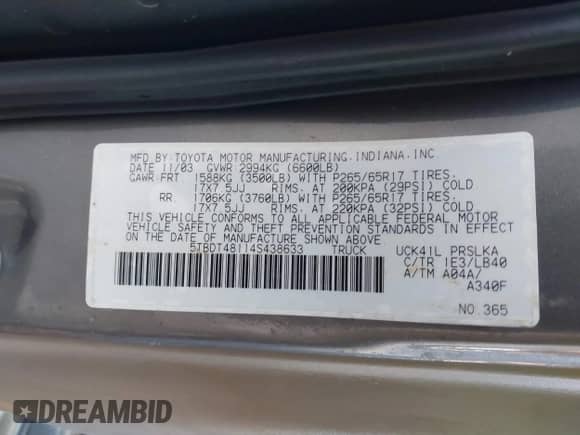 MFD.BY:TOYOTA MOTOR MANUFACTURING.INDIANA.INC
DATE 11/03 GVWR 2994KG (6600LB)
GAWR:FRT 1588KG (3500LB) WITH P265/65R17 TIRES.
17X7.5JJ RIMS. AT 200KPA (29PSI) COLD
RR 1706KG (3760LB) WITH P265/65R17 TIRES.
17X7.5JJ RIMS. AT 220KPA (32PSI) COLD.
THIS VEHICLE CONFORMS TO ALL APPLICABLE FEDERAL MOTOR
VEHICLE SAFETY AND THEFT PREVENTION STANDARDS IN EFFECT
ON THE DATE OF MANUFACTURE SHOWN ABOVE.
5TBDT48114S438633 TRUCK UCK41L PRSLKA
C/TR 1E3/LB40
A/TM A04A/
A340F
NO.365
DREAMBID